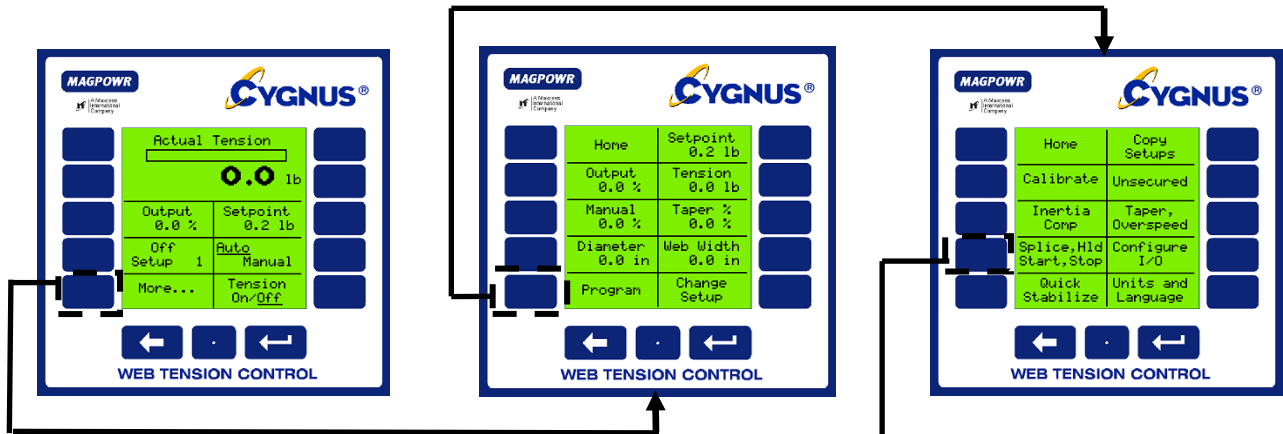 MAGPOWR
A Maxcess
International
Company
CYGNUS®
Actual Tension
0.0 lb
Output Setpoint
0.0 % 0.2 lb
Off Auto
Setup 1 Manual
More... Tension
On/Off
WEB TENSION CONTROL
MAGPOWR
A Maxcess
International
Company
CYGNUS®
Home Setpoint
0.2 lb
Output Tension
0.0 % 0.0 lb
Manual Taper %
0.0 % 0.0 %
Diameter Web Width
0.0 in 0.0 in
Program Change
Setup
WEB TENSION CONTROL
MAGPOWR
A Maxcess
International
Company
CYGNUS®
Home Copy
Setups
Calibrate Unsecured
Inertia Taper,
Comp Overspeed
Splice,Hld Configure
Start,Stop I/O
Quick Units and
Stabilize Language
WEB TENSION CONTROL